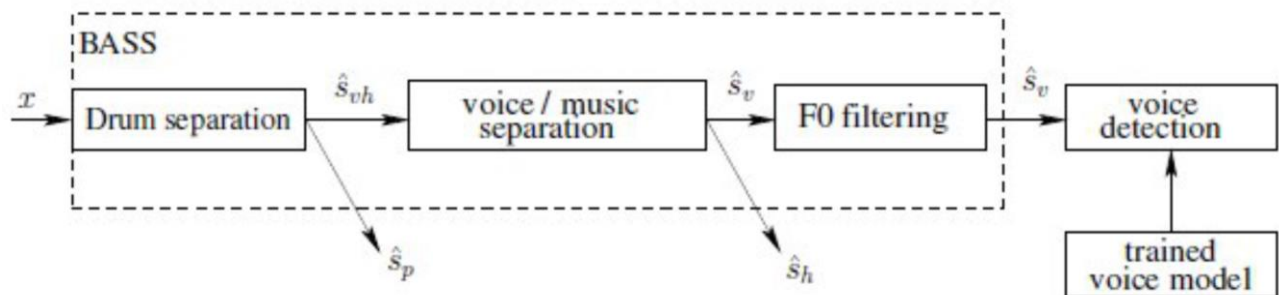 BASS
x
Drum separation
ŝ_vh
voice / music
separation
ŝ_v
F0 filtering
ŝ_v
voice
detection
ŝ_p
ŝ_h
trained
voice model